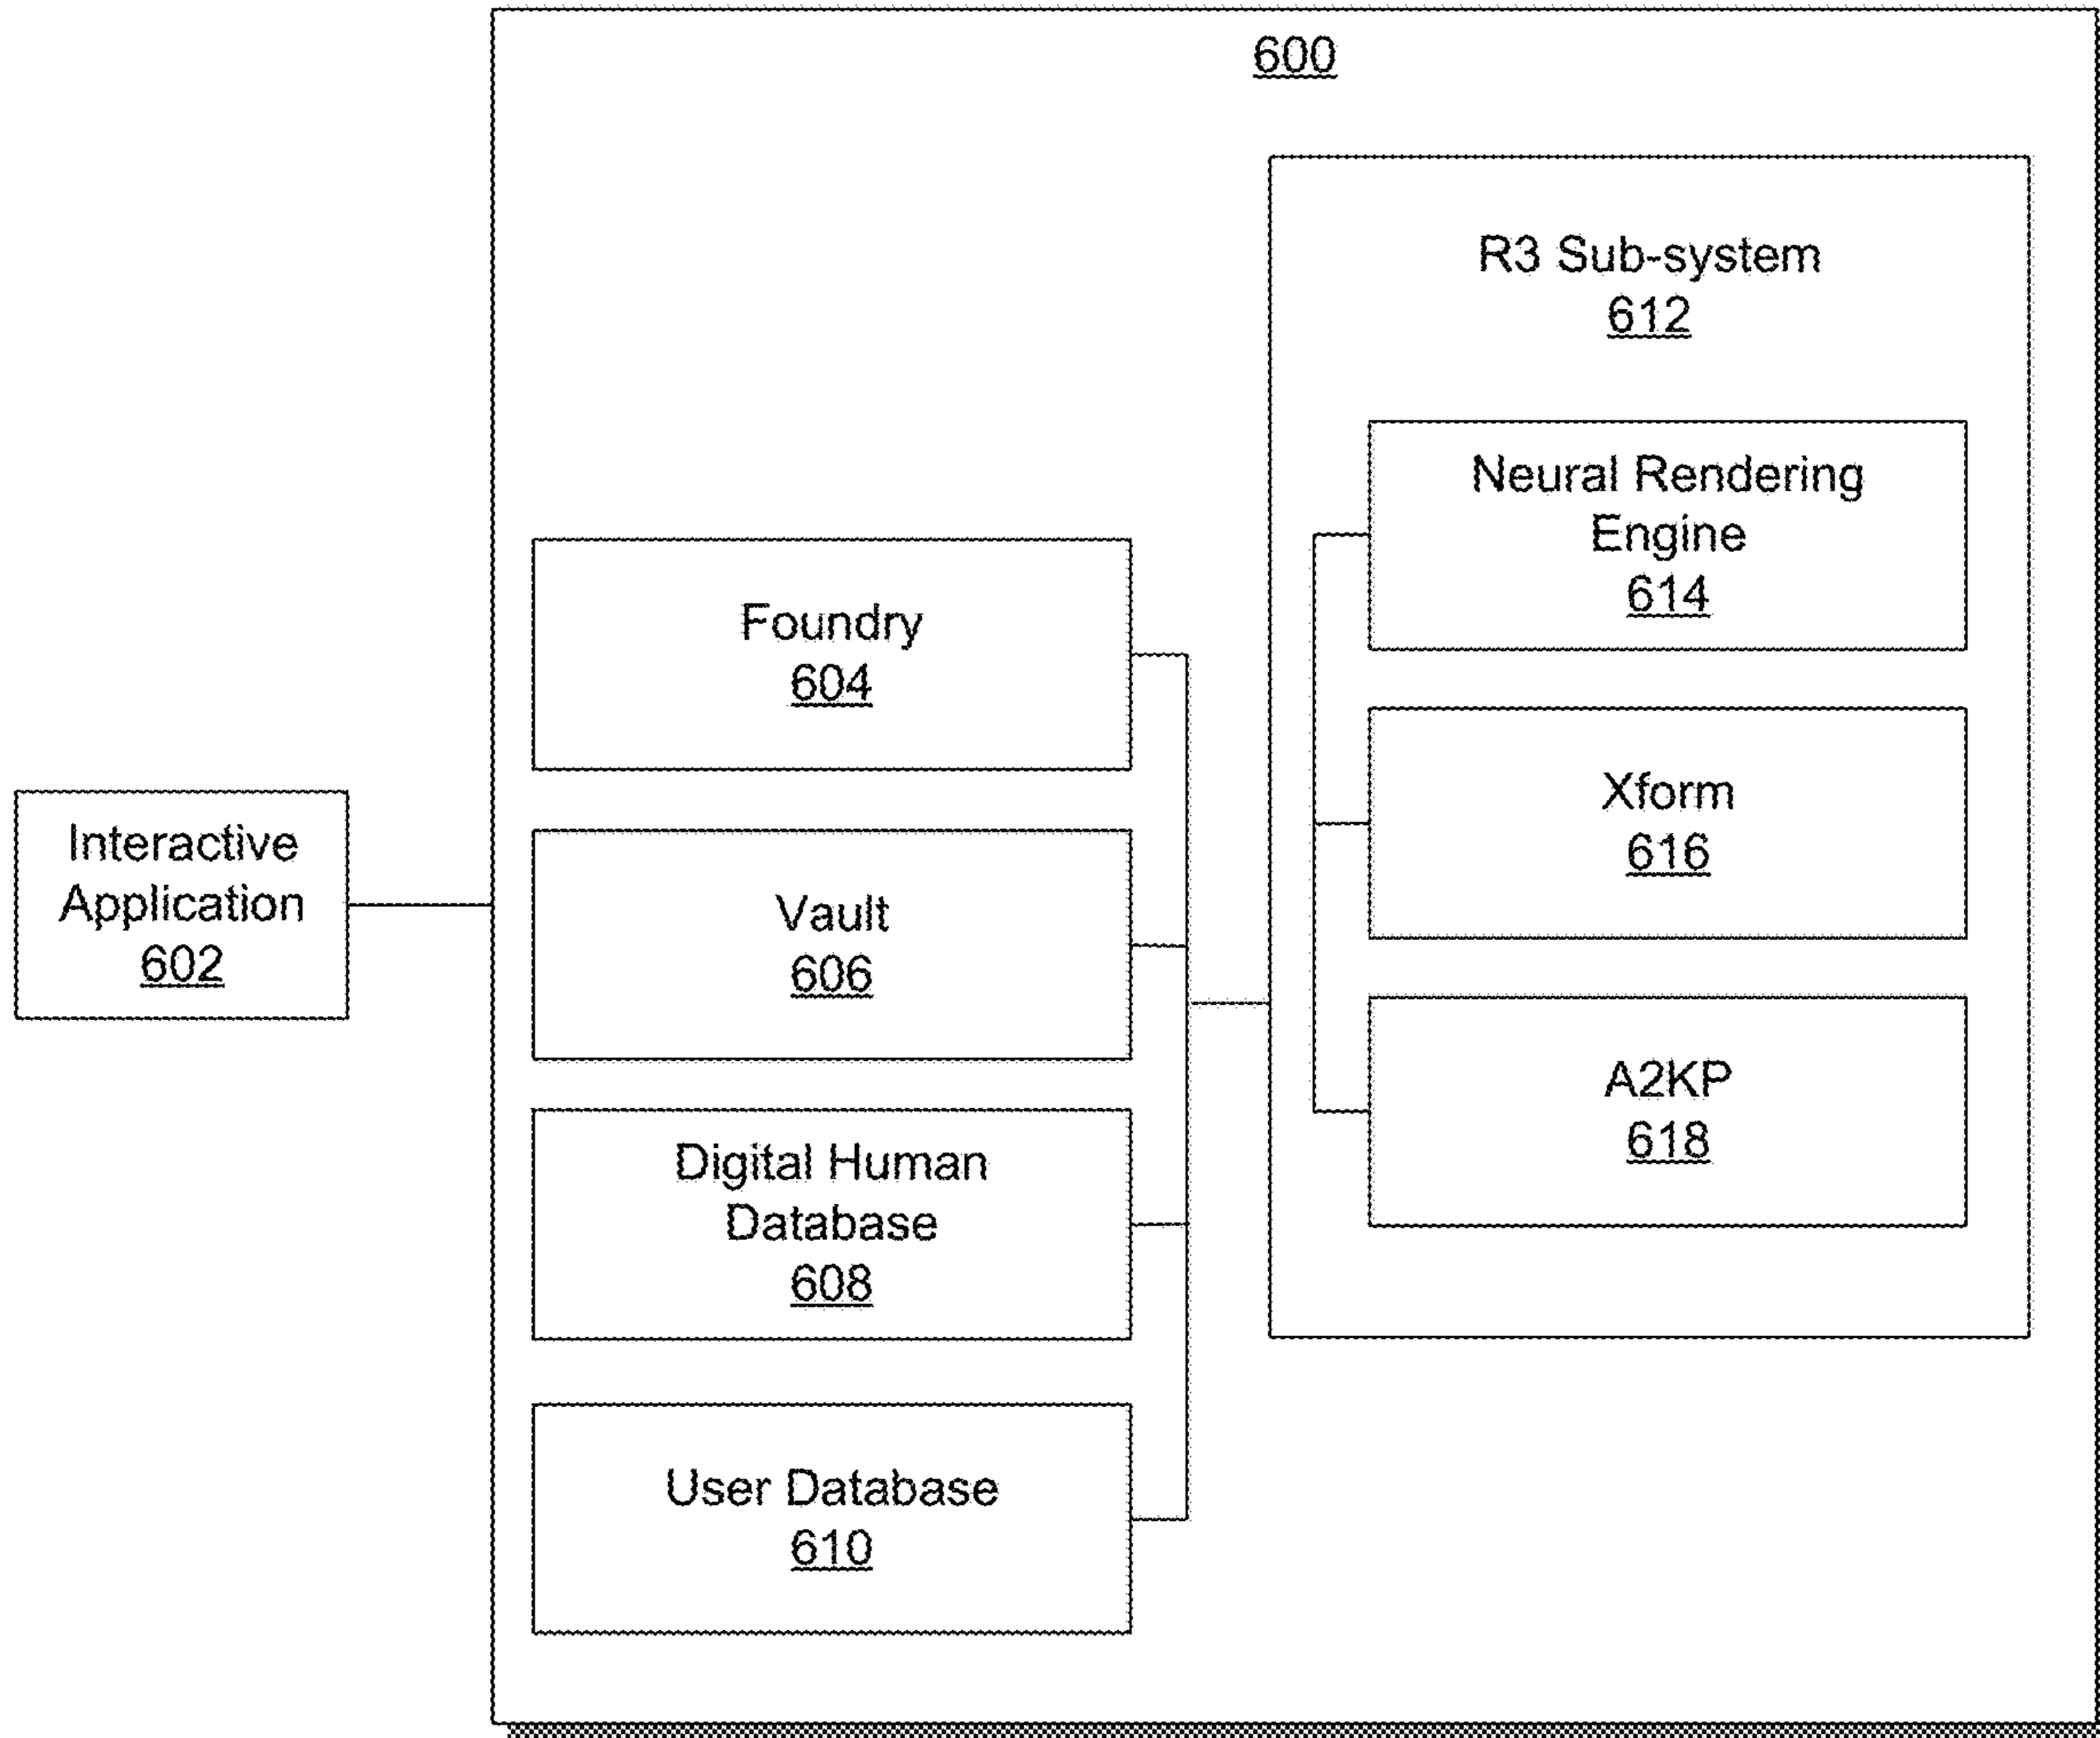 600
R3 Sub-system
612
Neural Rendering
Engine
614
Foundry
604
Xform
616
Interactive
Application
602
Vault
606
A2KP
618
Digital Human
Database
608
User Database
610